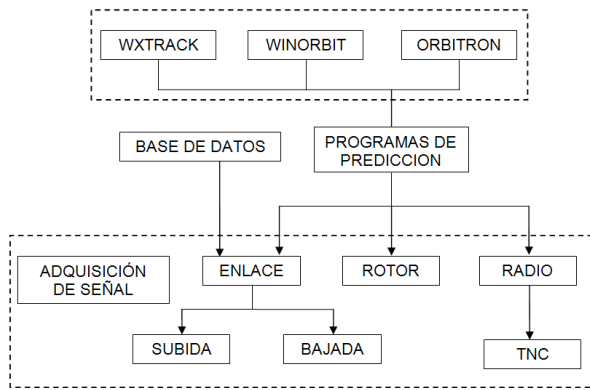 WXTRACK
WINORBIT
ORBITRON
BASE DE DATOS
PROGRAMAS DE
PREDICCION
ADQUISICIÓN
DE SEÑAL
ENLACE
ROTOR
RADIO
SUBIDA
BAJADA
TNC